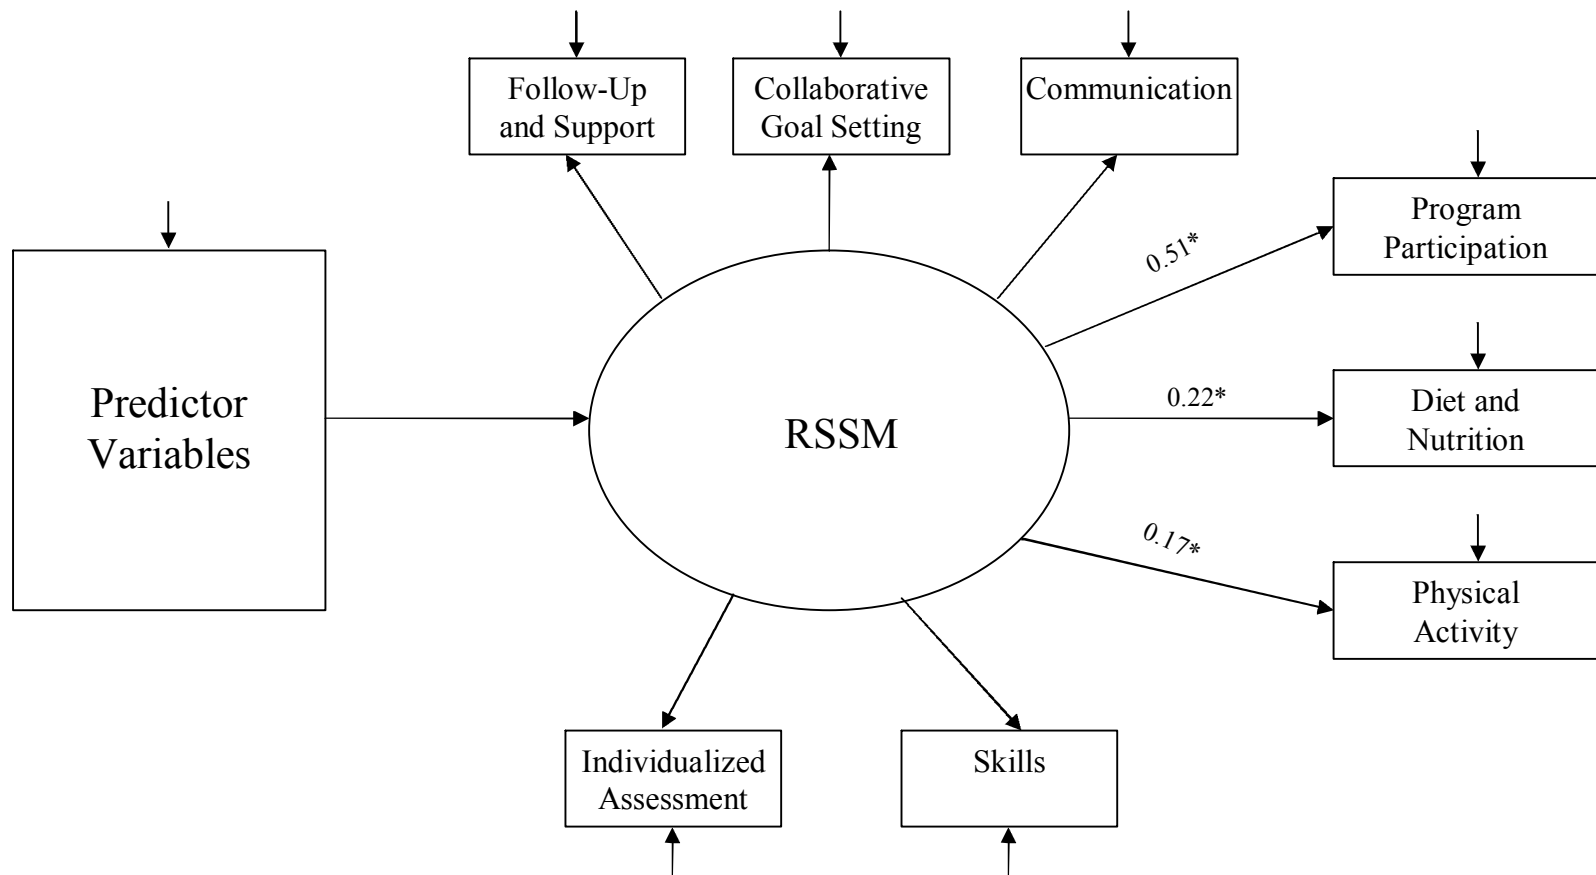 Follow-Up
and Support
Collaborative
Goal Setting
Communication
Program
Participation
0.51*
Predictor
Variables
RSSM
0.22*
Diet and
Nutrition
0.17*
Physical
Activity
Individualized
Assessment
Skills